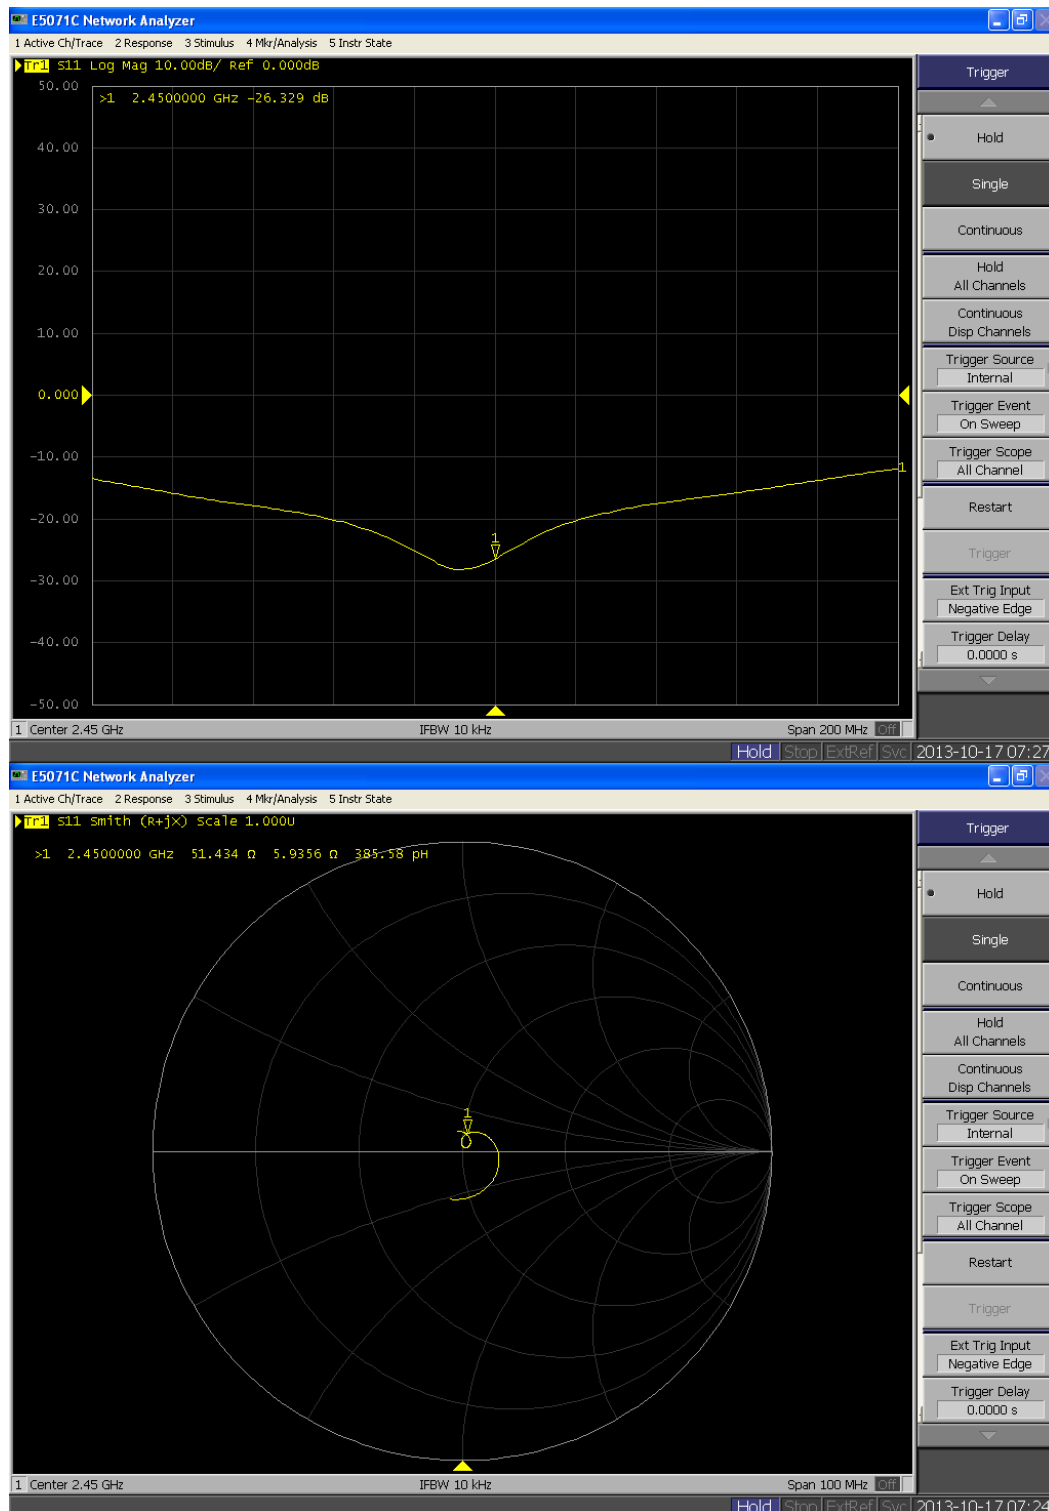 E5071C Network Analyzer
1 Active Ch/Trace 2 Response 3 Stimulus 4 Mkr/Analysis 5 Instr State
Tr1 S11 Log Mag 10.00dB/ Ref 0.000dB
50.00
>1 2.4500000 GHz -26.329 dB
40.00
30.00
20.00
10.00
0.000
-10.00
-20.00
-30.00
-40.00
-50.00
1
1
Trigger
Hold
Single
Continuous
Hold
All Channels
Continuous
Disp Channels
Trigger Source
Internal
Trigger Event
On Sweep
Trigger Scope
All Channel
Restart
Trigger
Ext Trig Input
Negative Edge
Trigger Delay
0.0000 s
1 Center 2.45 GHz IFBW 10 kHz Span 200 MHz Off
Hold Stop ExtRef Svc 2013-10-17 07:27
E5071C Network Analyzer
1 Active Ch/Trace 2 Response 3 Stimulus 4 Mkr/Analysis 5 Instr State
Tr1 S11 Smith (R+jX) Scale 1.000U
>1 2.4500000 GHz 51.434 Ω 5.9356 Ω 385.58 pH
1
Trigger
Hold
Single
Continuous
Hold
All Channels
Continuous
Disp Channels
Trigger Source
Internal
Trigger Event
On Sweep
Trigger Scope
All Channel
Restart
Trigger
Ext Trig Input
Negative Edge
Trigger Delay
0.0000 s
1 Center 2.45 GHz IFBW 10 kHz Span 100 MHz Off
Hold Stop ExtRef Svc 2013-10-17 07:24